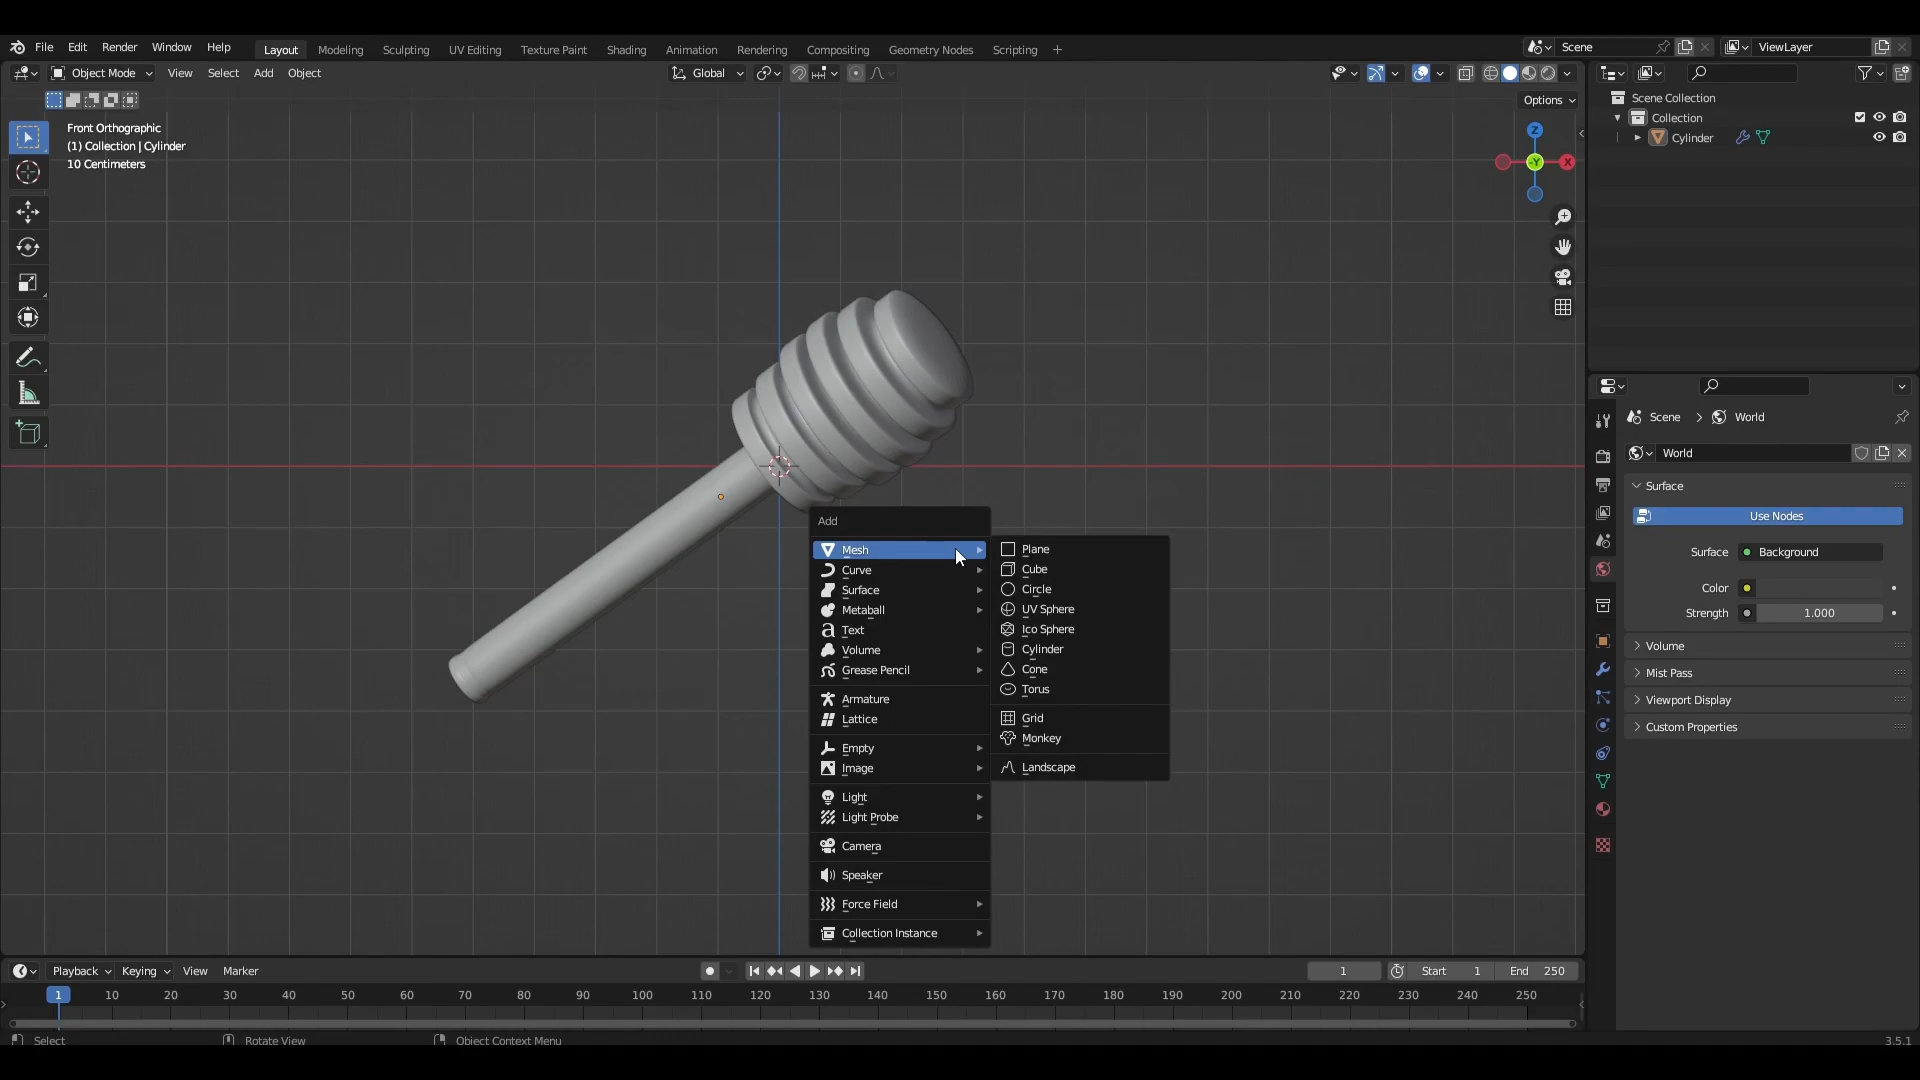 File Edit Render Window Help Layout Modeling Sculpting UV Editing Texture Paint Shading Animation Rendering Compositing Geometry Nodes Scripting Scene ViewLayer
Object Mode View Select Add Object Global
Options
Front Orthographic
(1) Collection | Cylinder
10 Centimeters
Z
-Y
X
Scene Collection
Collection
Cylinder
Scene World
World
Surface
Use Nodes
Surface Background
Color
Strength 1.000
Volume
Mist Pass
Viewport Display
Custom Properties
Add
Mesh
Curve
Surface
Metaball
Text
Volume
Grease Pencil
Armature
Lattice
Empty
Image
Light
Light Probe
Camera
Speaker
Force Field
Collection Instance
Plane
Cube
Circle
UV Sphere
Ico Sphere
Cylinder
Cone
Torus
Grid
Monkey
Landscape
Playback Keying View Marker 1 Start 1 End 250
1 10 20 30 40 50 60 70 80 90 100 110 120 130 140 150 160 170 180 190 200 210 220 230 240 250
Select Rotate View Object Context Menu 3.5.1